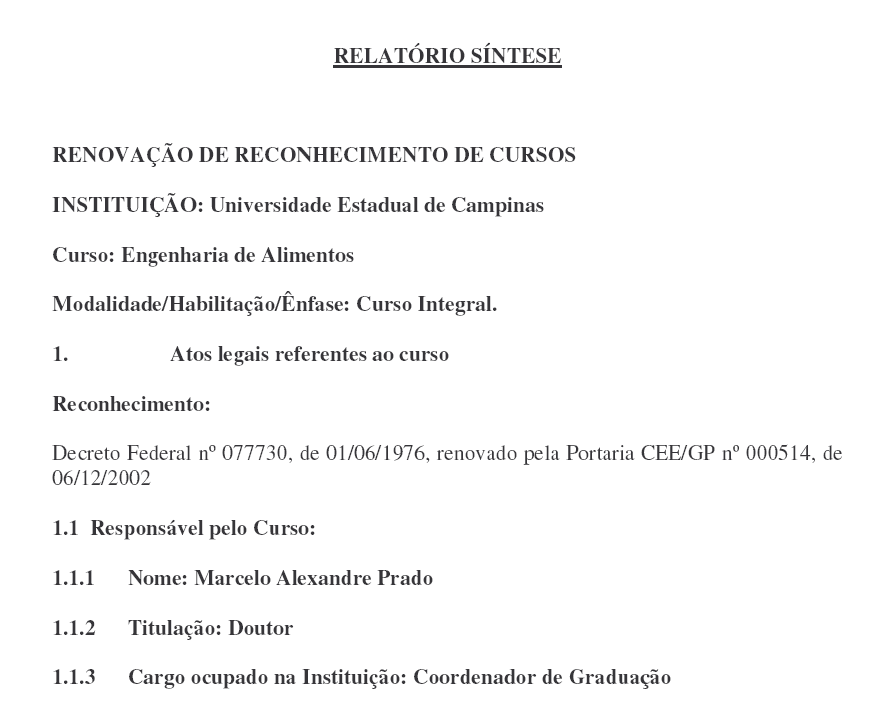 RELATÓRIO SÍNTESE
RENOVAÇÃO DE RECONHECIMENTO DE CURSOS
INSTITUIÇÃO: Universidade Estadual de Campinas
Curso: Engenharia de Alimentos
Modalidade/Habilitação/Ênfase: Curso Integral.
1. Atos legais referentes ao curso
Reconhecimento:
Decreto Federal nº 077730, de 01/06/1976, renovado pela Portaria CEE/GP nº 000514, de
06/12/2002
1.1 Responsável pelo Curso:
1.1.1 Nome: Marcelo Alexandre Prado
1.1.2 Titulação: Doutor
1.1.3 Cargo ocupado na Instituição: Coordenador de Graduação